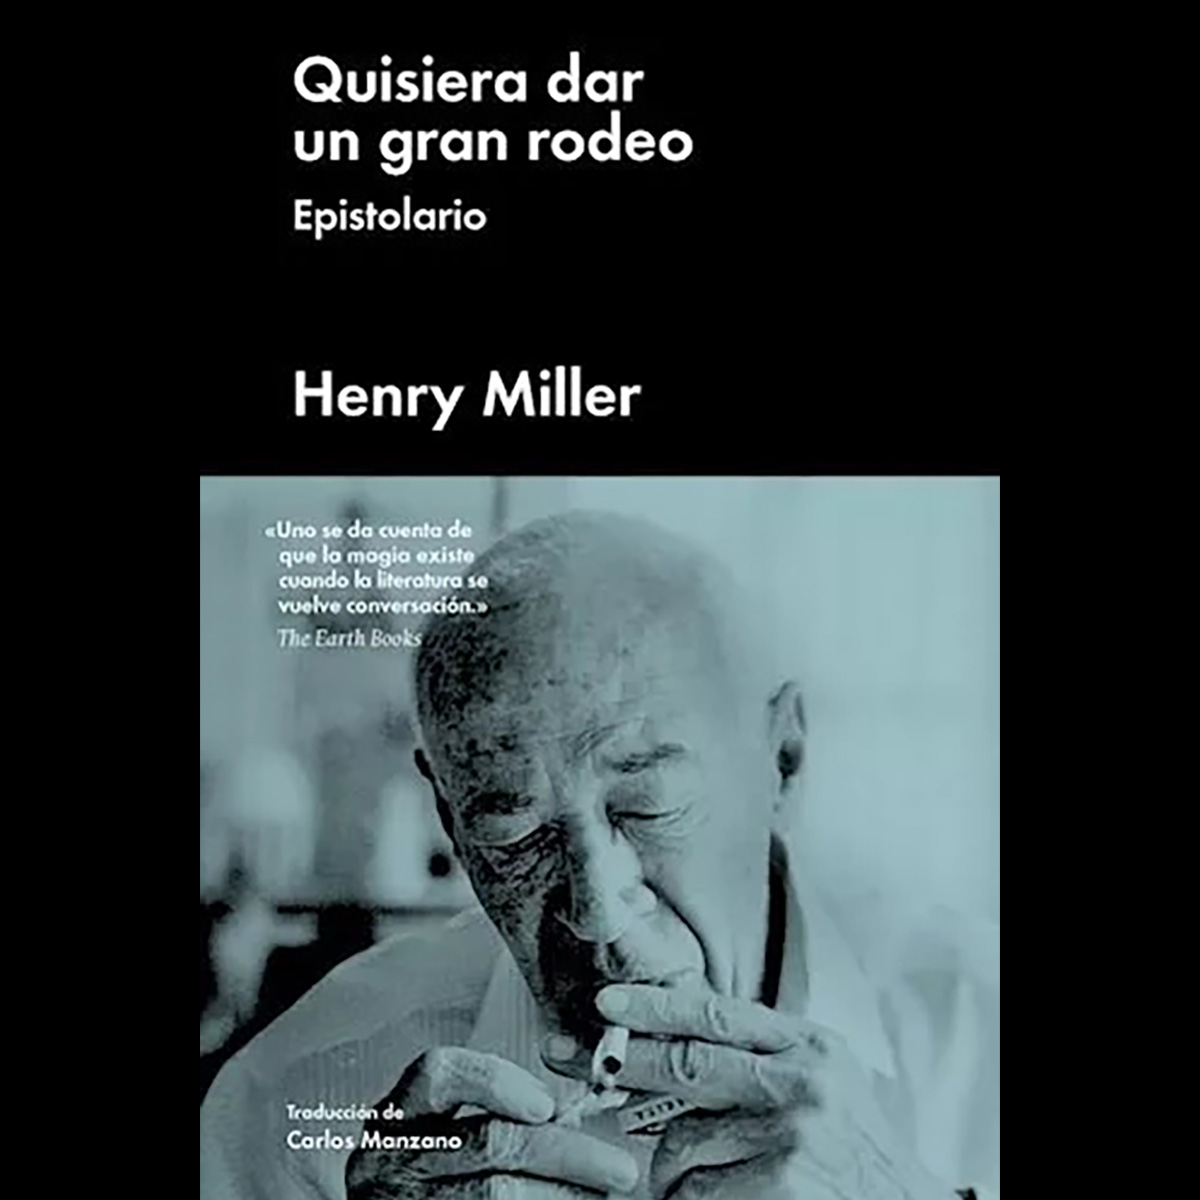 Quisiera dar
un gran rodeo
Epistolario
Henry Miller
«Uno se da cuenta de
que la magia existe
cuando la literatura se
vuelve conversación.»
The Earth Books
Traducción de
Carlos Manzano